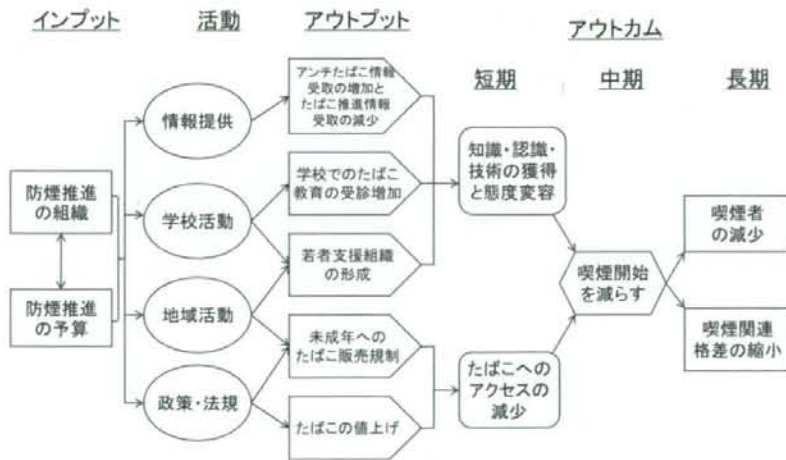 インプット
活動
アウトプット
アウトカム
短期
中期
長期
防煙推進
の組織
防煙推進
の予算
情報提供
学校活動
地域活動
政策・法規
アンチたばこ情報
受取の増加と
たばこ推進情報
受取の減少
学校でのたばこ
教育の受診増加
若者支援組織
の形成
未成年への
たばこ販売規制
たばこの値上げ
知識・認識・
技術の獲得
と態度変容
たばこへの
アクセスの
減少
喫煙開始
を減らす
喫煙者
の減少
喫煙関連
格差の縮小